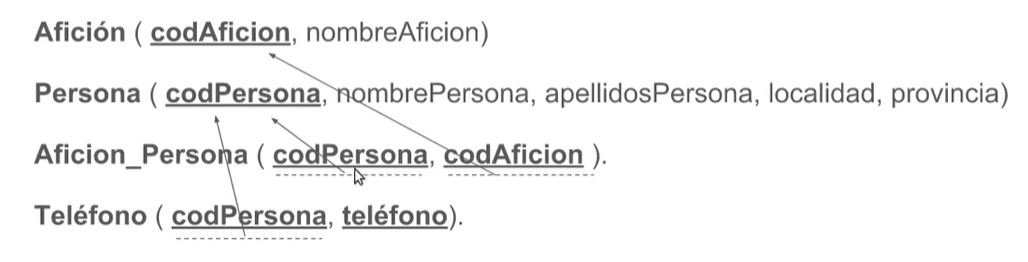 Afición ( codAficion, nombreAficion)
Persona ( codPersona, nombrePersona, apellidosPersona, localidad, provincia)
Aficion_Persona ( codPersona, codAficion ).
Teléfono ( codPersona, teléfono).